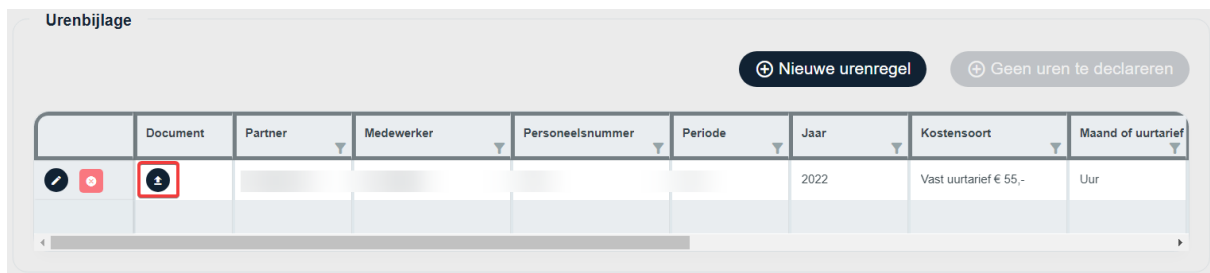 Urenbijlage
Nieuwe urenregel
Geen uren te declareren
Document Partner Medewerker Personeelsnummer Periode Jaar Kostensoort Maand of uurtarief
2022 Vast uurtarief € 55,- Uur